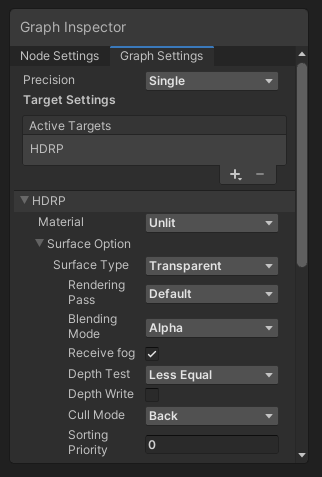 Graph Inspector
Node Settings Graph Settings
Precision Single
Target Settings
Active Targets
HDRP
HDRP
Material Unlit
Surface Option
Surface Type Transparent
Rendering
Pass Default
Blending
Mode Alpha
Receive fog
Depth Test Less Equal
Depth Write
Cull Mode Back
Sorting
Priority 0